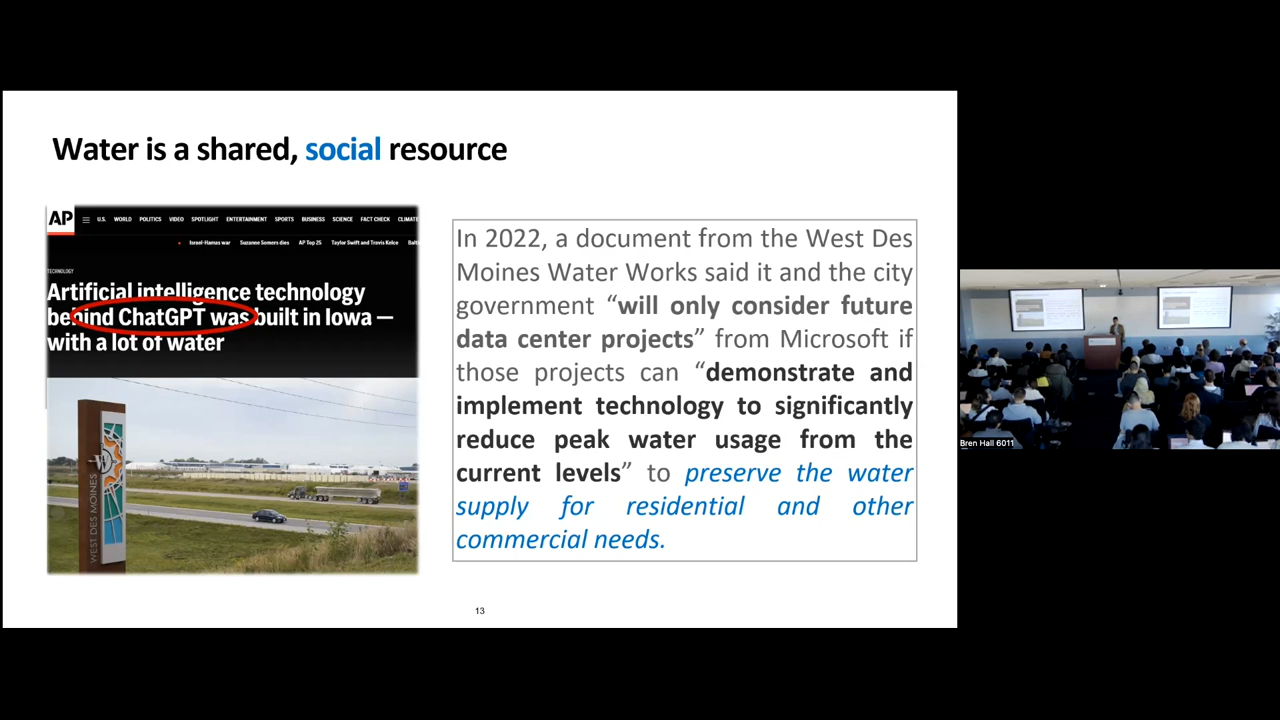 Water is a shared, social resource
AP
U.S. WORLD POLITICS VIDEO SPOTLIGHT ENTERTAINMENT SPORTS BUSINESS SCIENCE FACT CHECK CLIMATE
Israel-Hamas war Suzanne Somers dies AP Top 25 Taylor Swift and Travis Kelce Balti
TECHNOLOGY
Artificial intelligence technology
behind ChatGPT was built in Iowa —
with a lot of water
WEST DES MOINES
In 2022, a document from the West Des
Moines Water Works said it and the city
government “will only consider future
data center projects” from Microsoft if
those projects can “demonstrate and
implement technology to significantly
reduce peak water usage from the
current levels” to preserve the water
supply for residential and other
commercial needs.
13
Bren Hall 6011